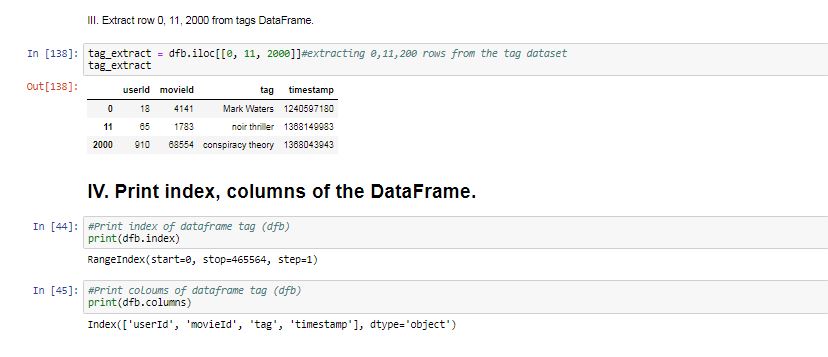 III. Extract row 0, 11, 2000 from tags DataFrame.
In [138]: tag_extract = dfb.iloc[[0, 11, 2000]]#extracting 0,11,200 rows from the tag dataset
tag_extract
Out[138]:
userId movieId tag timestamp
0 18 4141 Mark Waters 1240597180
11 65 1783 noir thriller 1368149983
2000 910 68554 conspiracy theory 1368043943
IV. Print index, columns of the DataFrame.
In [44]: #Print index of dataframe tag (dfb)
print(dfb.index)
RangeIndex(start=0, stop=465564, step=1)
In [45]: #Print coloums of dataframe tag (dfb)
print(dfb.columns)
Index(['userId', 'movieId', 'tag', 'timestamp'], dtype='object')